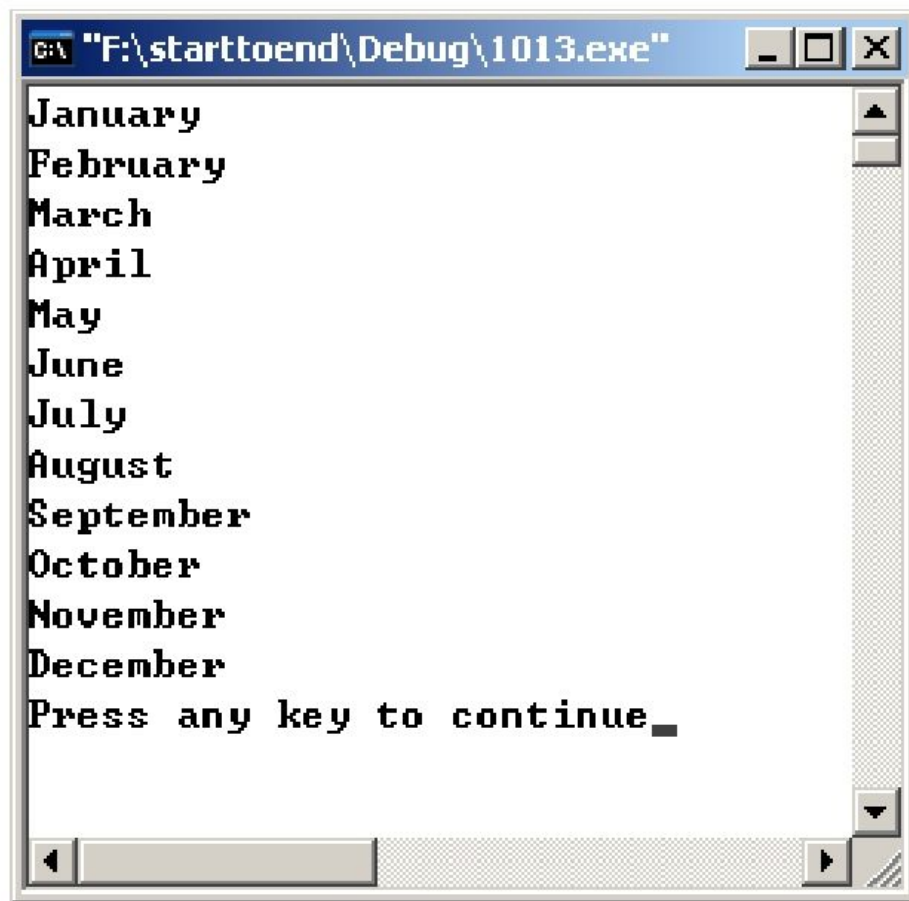 C:\ "F:\starttoend\Debug\1013.exe"
January
February
March
April
May
June
July
August
September
October
November
December
Press any key to continue_